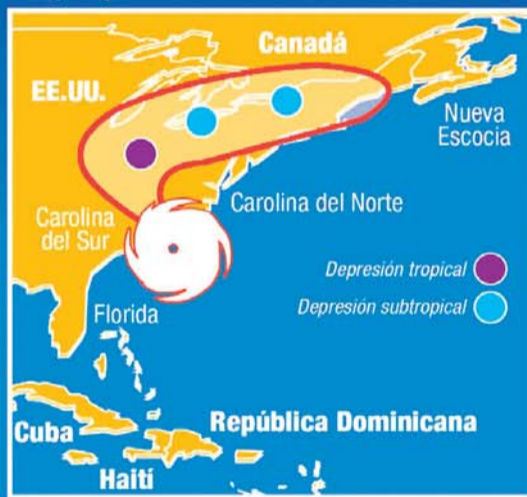 Canadá
EE.UU.
Nueva
Escocia
Carolina del Norte
Carolina
del Sur
Depresión tropical
Depresión subtropical
Florida
República Dominicana
Cuba
Haití